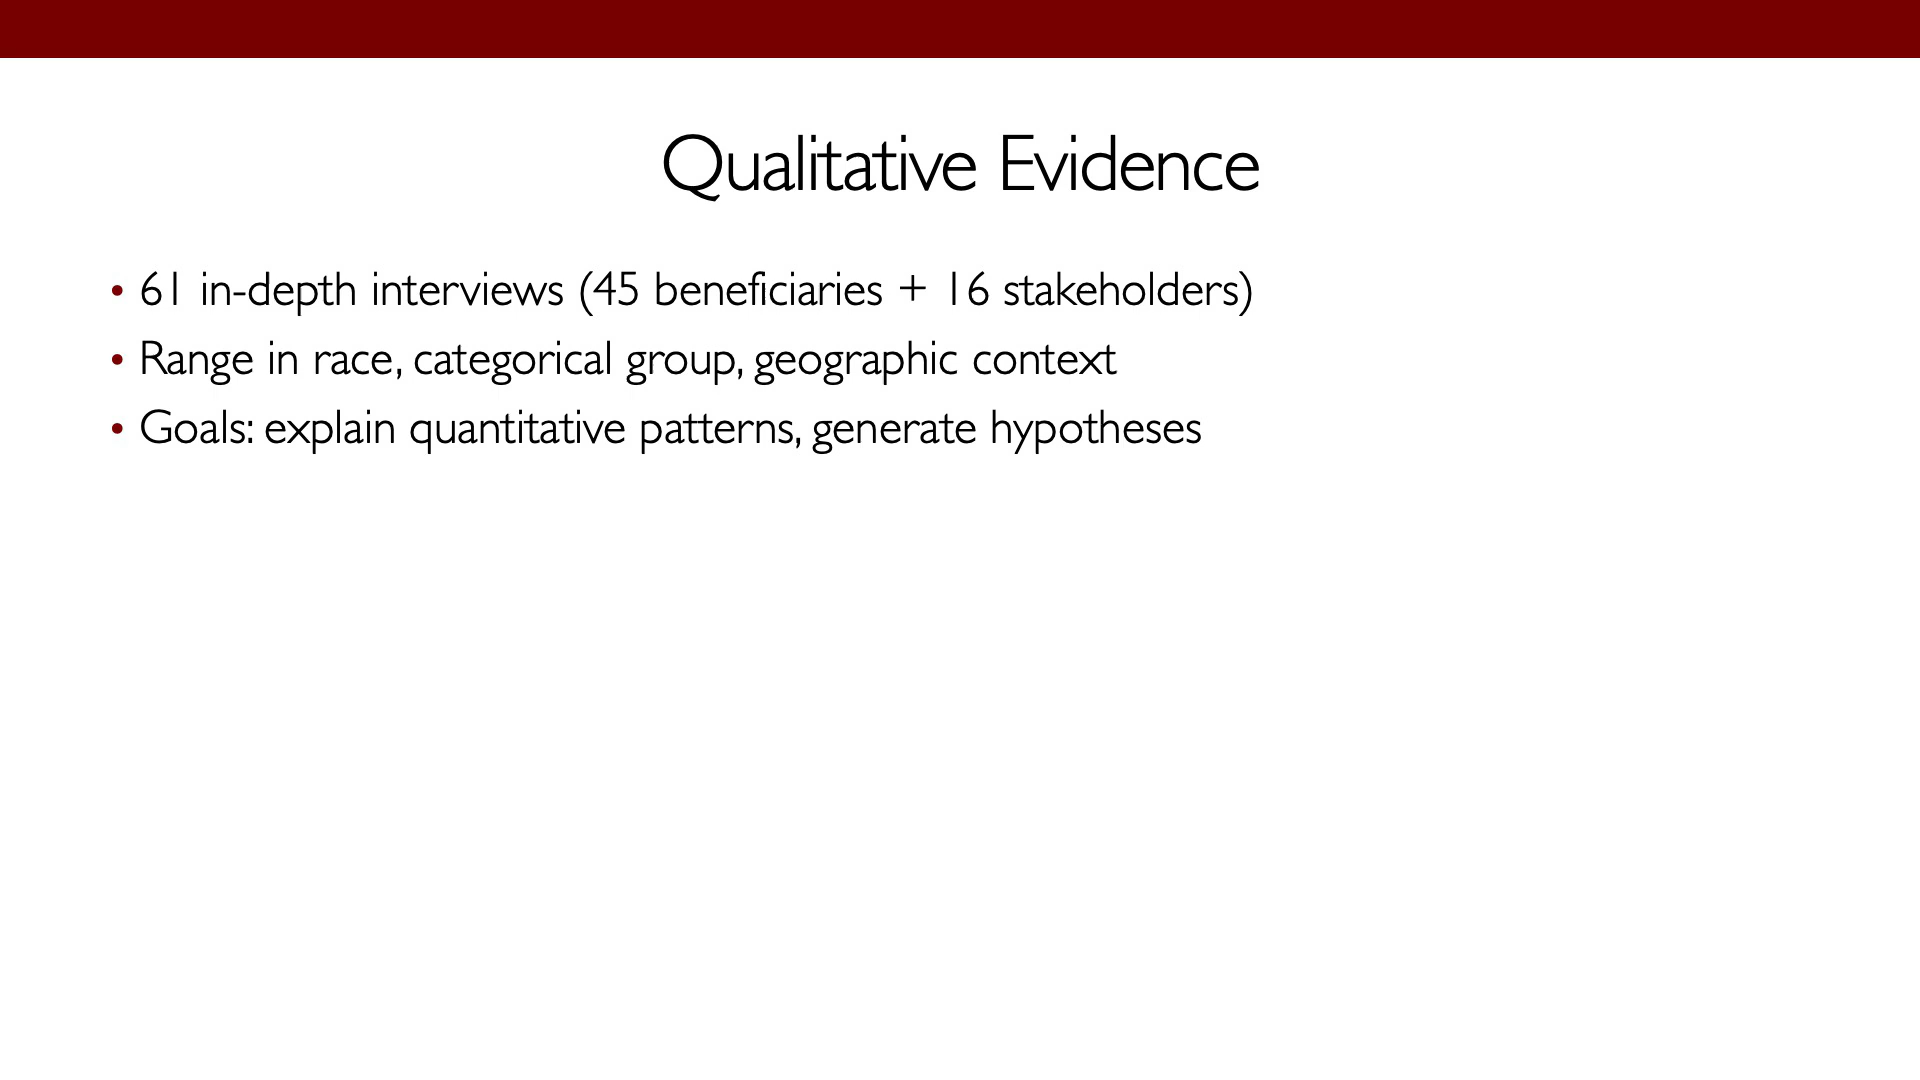 Qualitative Evidence
• 61 in-depth interviews (45 beneficiaries + 16 stakeholders)
• Range in race, categorical group, geographic context
• Goals: explain quantitative patterns, generate hypotheses